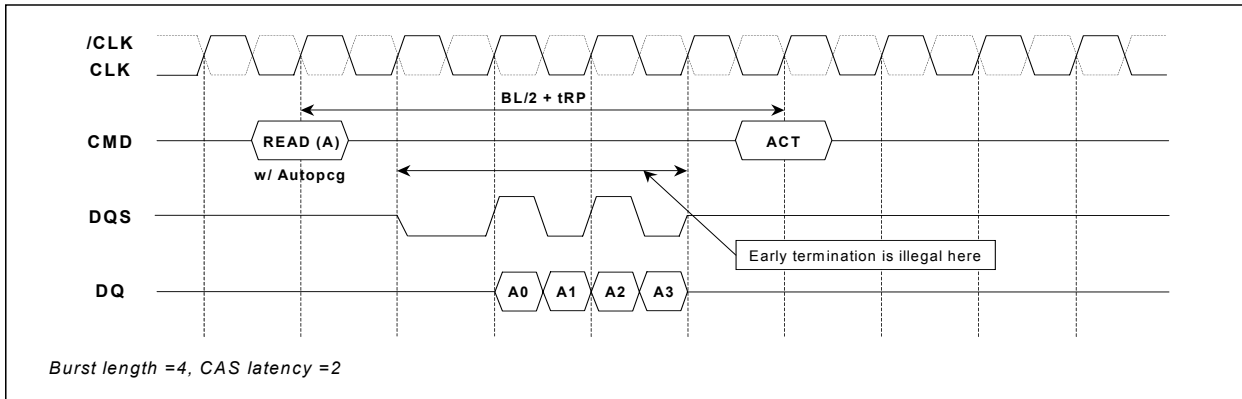 /CLK
CLK
BL/2 + tRP
CMD
READ (A)
ACT
w/ Autopcg
DQS
Early termination is illegal here
DQ
A0
A1
A2
A3
Burst length =4, CAS latency =2